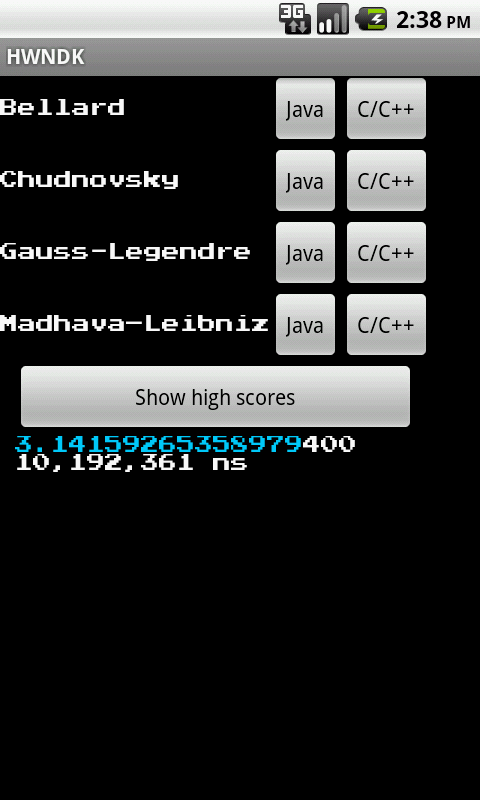 3G 2:38 PM
HWNDK
Bellard Java C/C++
Chudnovsky Java C/C++
Gauss-Legendre Java C/C++
Madhava-Leibniz Java C/C++
Show high scores
3.14159265358979400
10,192,361 ns